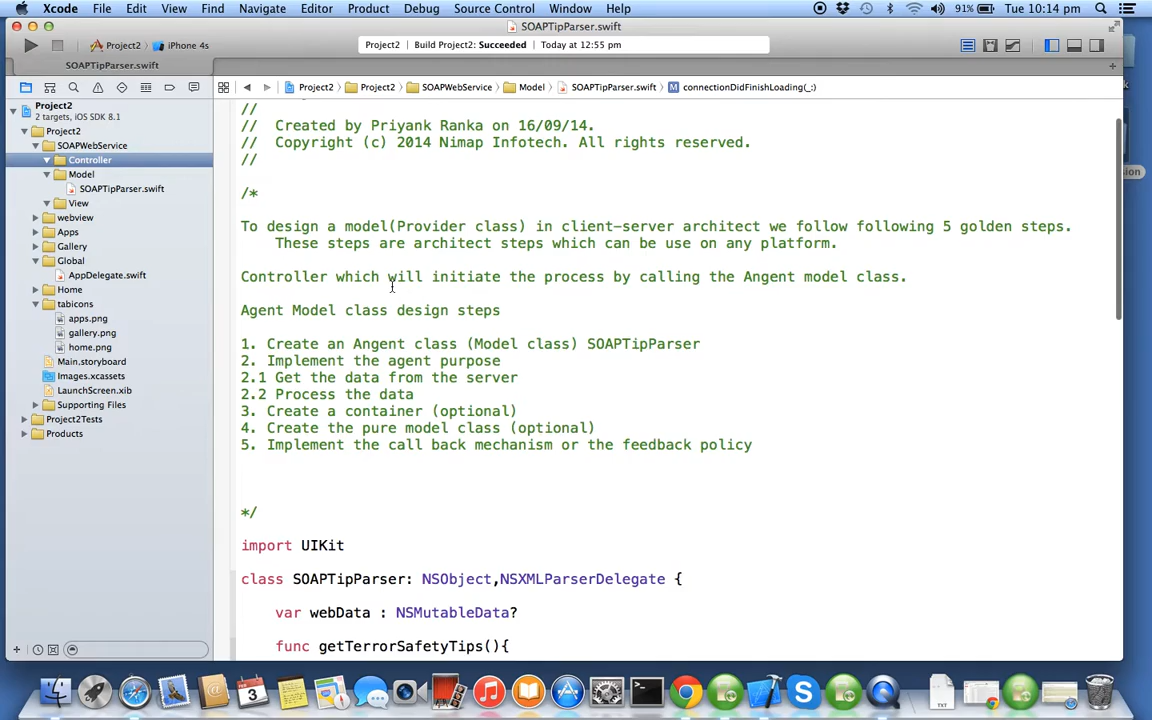 Xcode File Edit View Find Navigate Editor Product Debug Source Control Window Help 91% Tue 10:14 pm
SOAPTipParser.swift
Project2 iPhone 4s Project2 Build Project2: Succeeded Today at 12:55 pm
SOAPTipParser.swift
Project2 Project2 SOAPWebService Model SOAPTipParser.swift M connectionDidFinishLoading(_:)
Project2
2 targets, iOS SDK 8.1
Project2
SOAPWebService
Controller
Model
SOAPTipParser.swift
View
webview
Apps
Gallery
Global
AppDelegate.swift
Home
tabicons
apps.png
gallery.png
home.png
Main.storyboard
Images.xcassets
LaunchScreen.xib
Supporting Files
Project2Tests
Products
//
// Created by Priyank Ranka on 16/09/14.
// Copyright (c) 2014 Nimap Infotech. All rights reserved.
//
/*
To design a model(Provider class) in client-server architect we follow following 5 golden steps.
These steps are architect steps which can be use on any platform.
Controller which will initiate the process by calling the Angent model class.
Agent Model class design steps
1. Create an Angent class (Model class) SOAPTipParser
2. Implement the agent purpose
2.1 Get the data from the server
2.2 Process the data
3. Create a container (optional)
4. Create the pure model class (optional)
5. Implement the call back mechanism or the feedback policy
*/
import UIKit
class SOAPTipParser: NSObject,NSXMLParserDelegate {
var webData : NSMutableData?
func getTerrorSafetyTips(){
sion
TXT
3